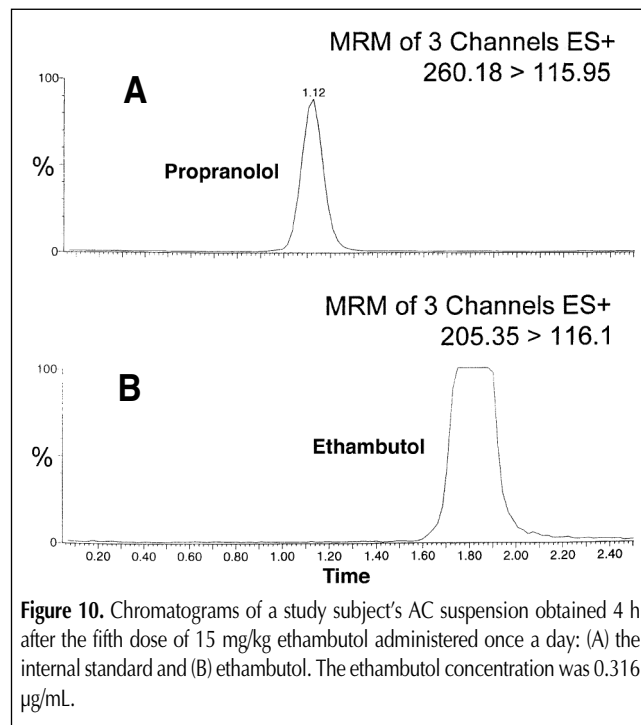 MRM of 3 Channels ES+
260.18 > 115.95
100
A
1.12
Propranolol
%
0
MRM of 3 Channels ES+
205.35 > 116.1
100
B
Ethambutol
%
0
0.20 0.40 0.60 0.80 1.00 1.20 1.40 1.60 1.80 2.00 2.20 2.40
Time
Figure 10. Chromatograms of a study subject's AC suspension obtained 4 h
after the fifth dose of 15 mg/kg ethambutol administered once a day: (A) the
internal standard and (B) ethambutol. The ethambutol concentration was 0.316
µg/mL.